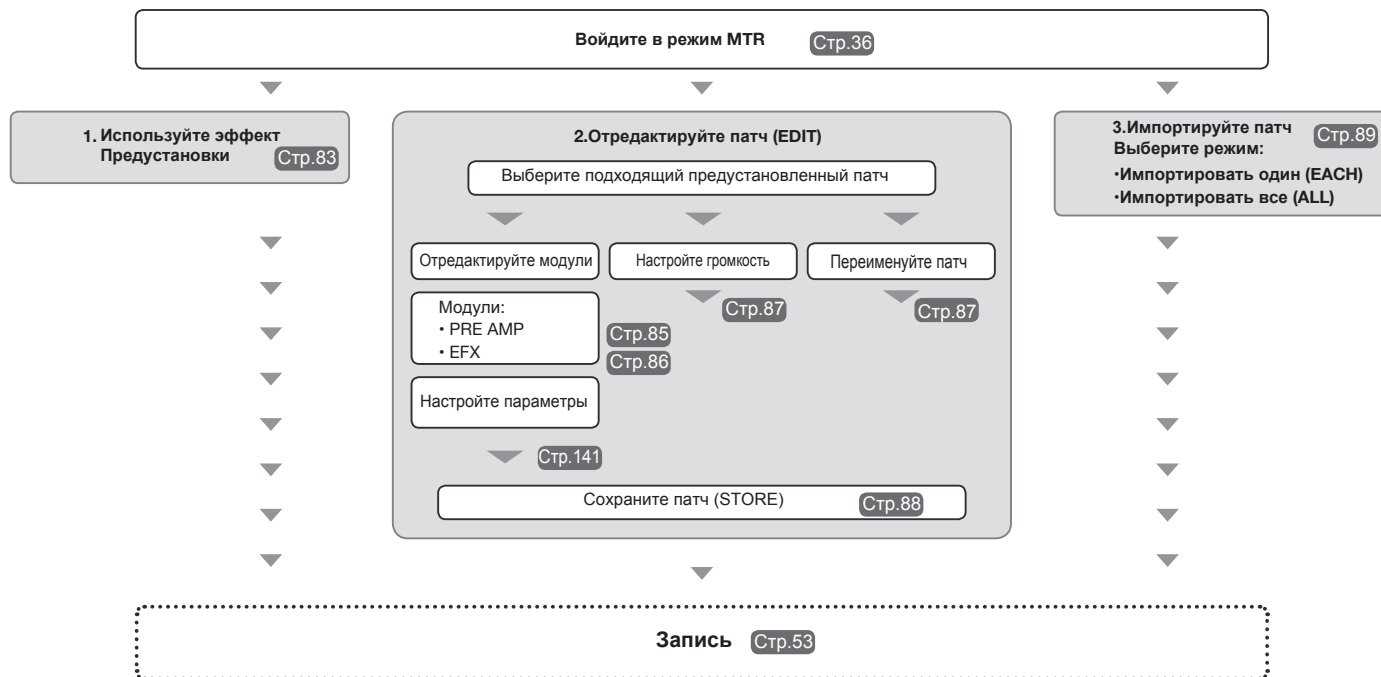 Войдите в режим MTR Стр.36
1. Используйте эффект
Предустановки Стр.83
2.Отредактируйте патч (EDIT)
Выберите подходящий предустановленный патч
Отредактируйте модули
Настройте громкость
Переименуйте патч
Модули:
• PRE AMP
• EFX
Стр.85
Стр.86
Стр.87
Стр.87
Настройте параметры
Стр.141
Сохраните патч (STORE) Стр.88
3.Импортируйте патч Стр.89
Выберите режим:
•Импортировать один (EACH)
•Импортировать все (ALL)
Запись Стр.53